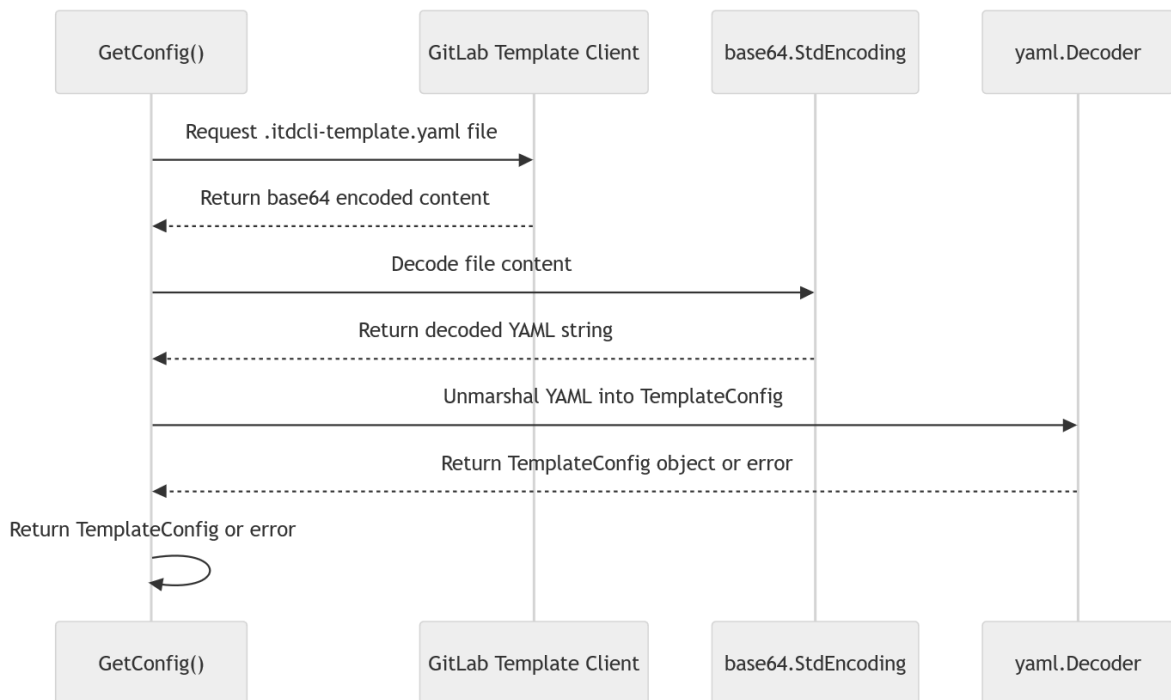 GetConfig()
GitLab Template Client
base64.StdEncoding
yaml.Decoder
Request .itdcli-template.yaml file
Return base64 encoded content
Decode file content
Return decoded YAML string
Unmarshal YAML into TemplateConfig
Return TemplateConfig object or error
Return TemplateConfig or error
GetConfig()
GitLab Template Client
base64.StdEncoding
yaml.Decoder